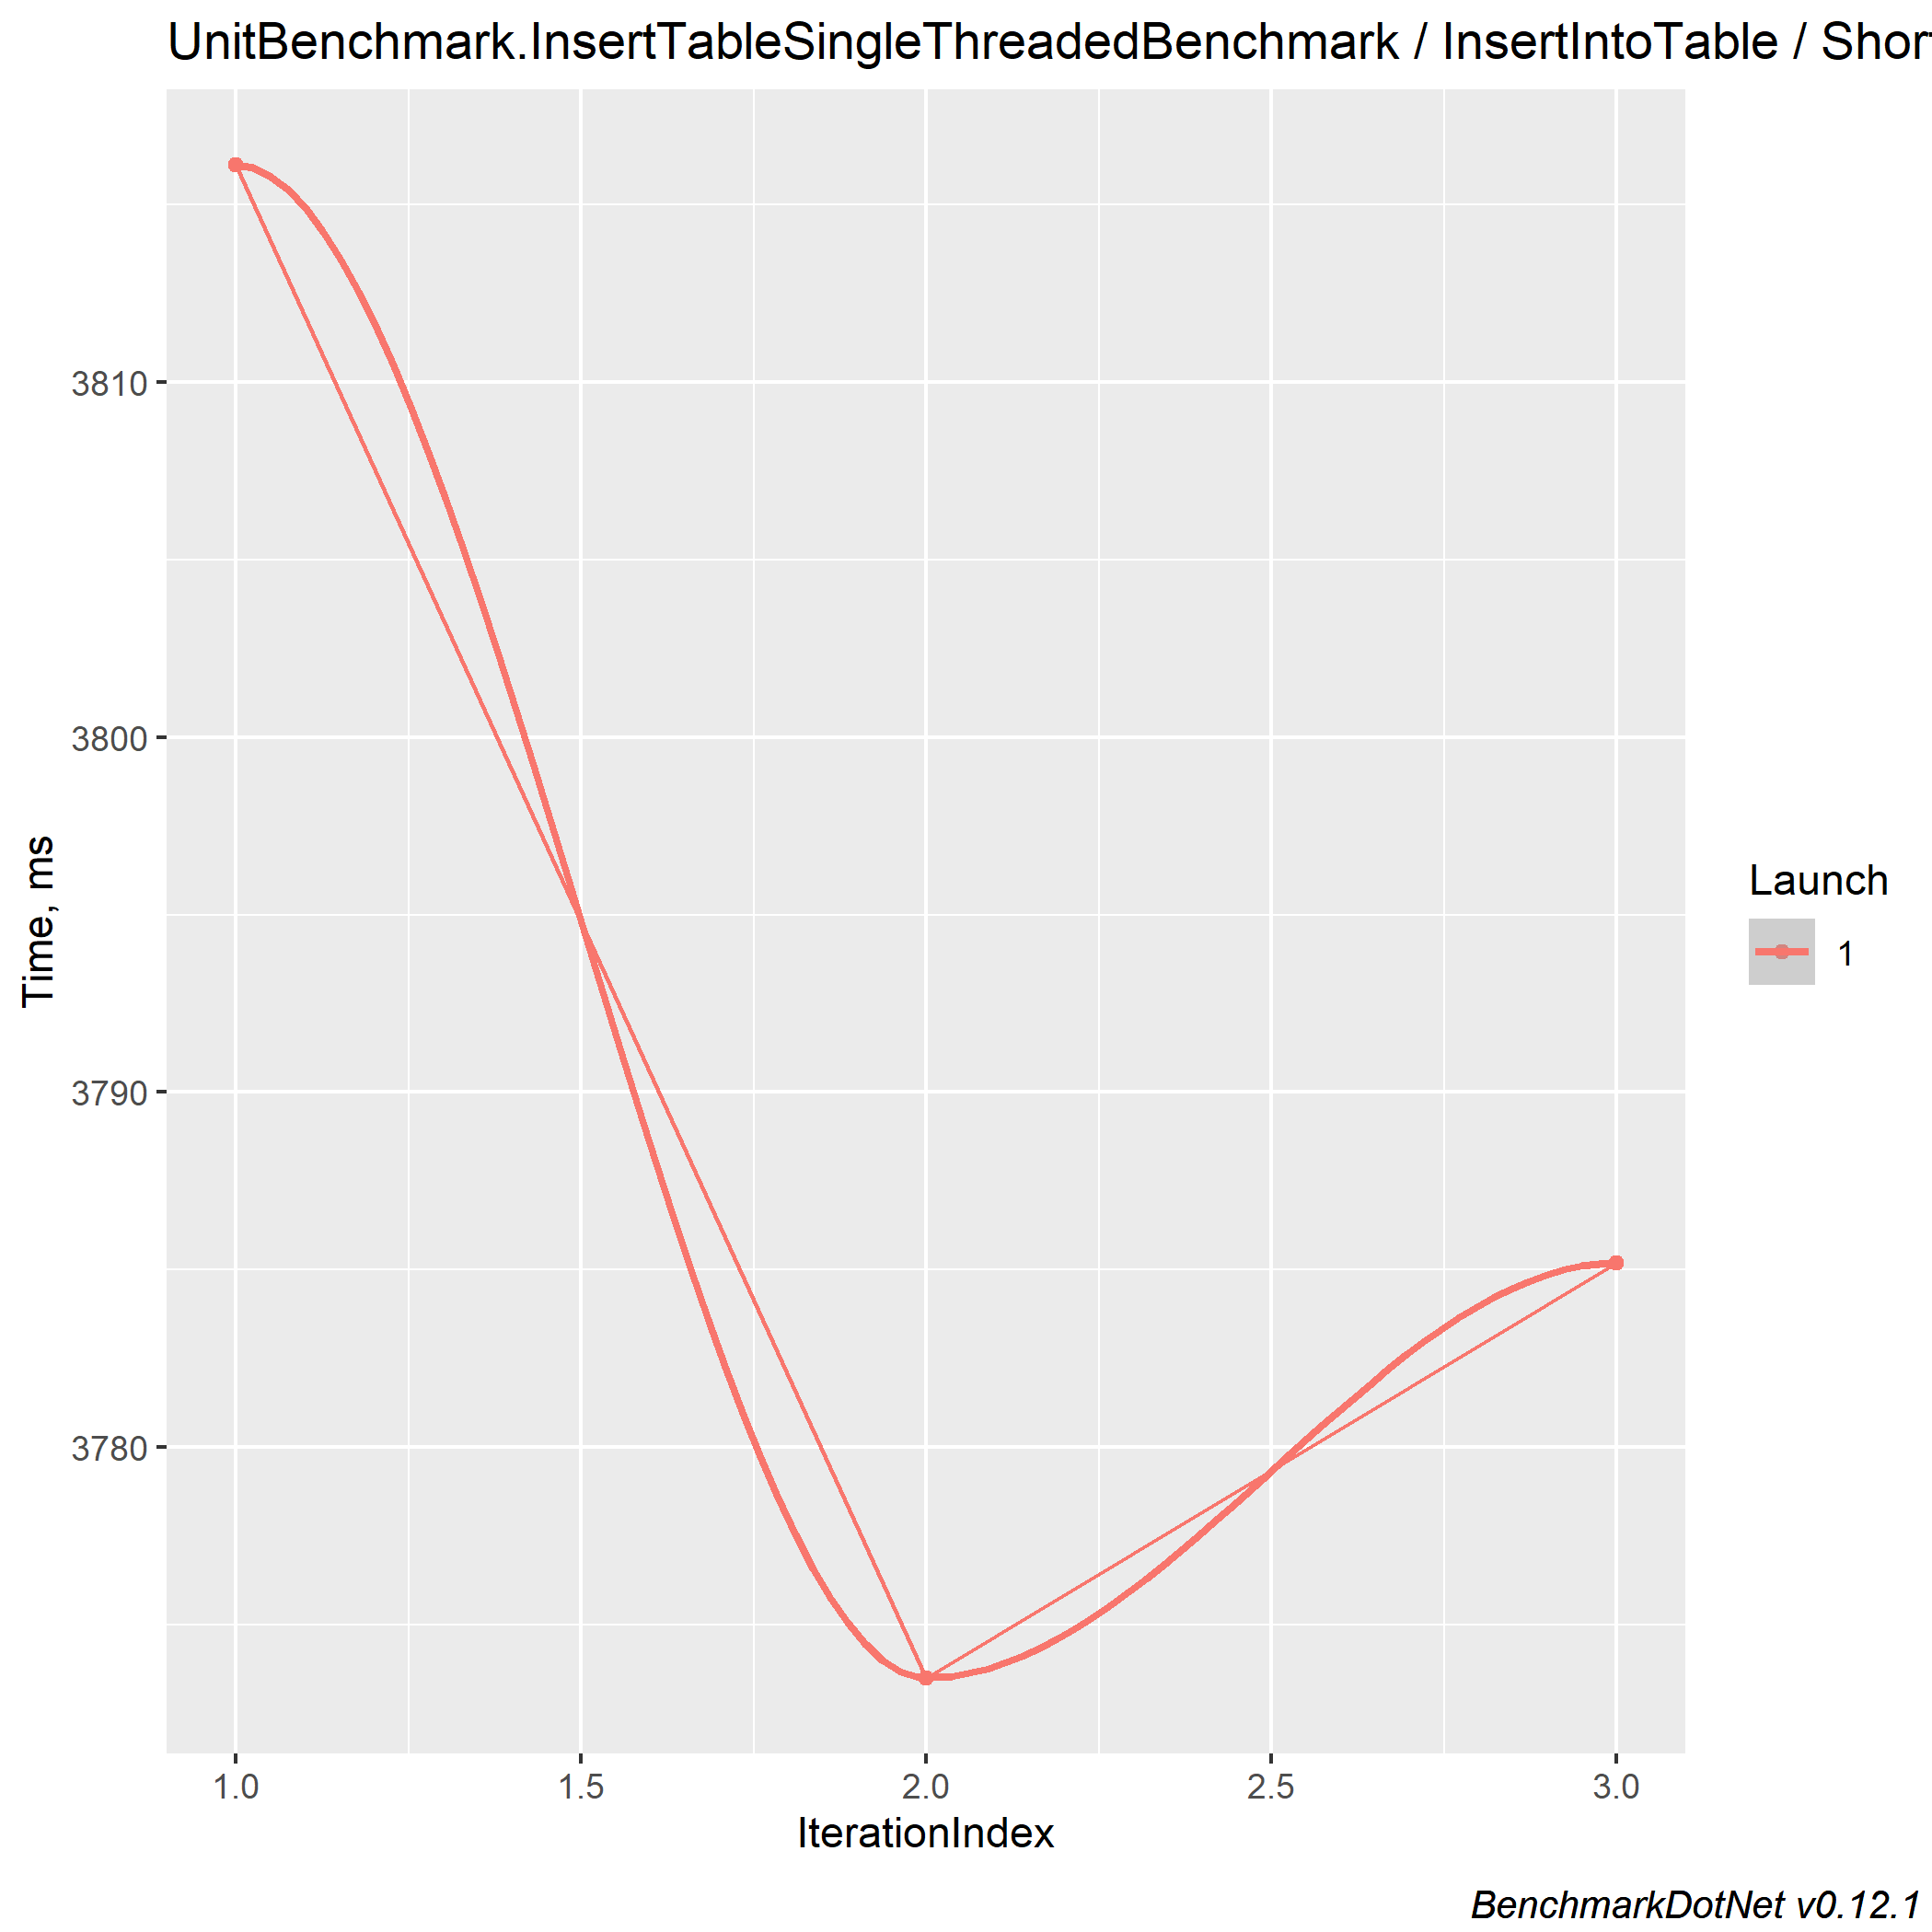 UnitBenchmark.InsertTableSingleThreadedBenchmark / InsertIntoTable / Shor
3810
3800
3790
3780
Time, ms
1.0 1.5 2.0 2.5 3.0
IterationIndex
Launch
1
BenchmarkDotNet v0.12.1